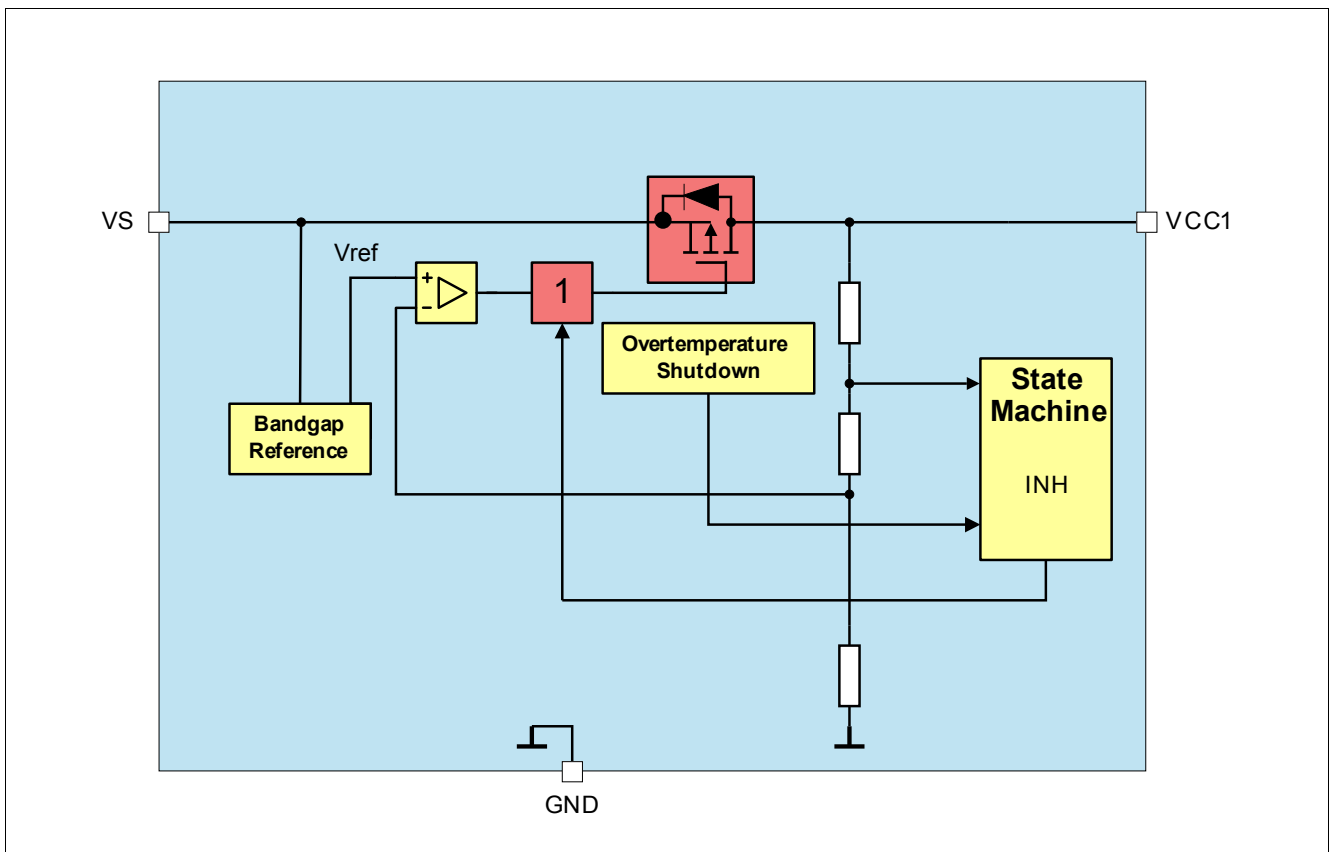 VS
VCC1
Vref
+
-
1
Overtemperature
Shutdown
State
Machine
INH
Bandgap
Reference
GND